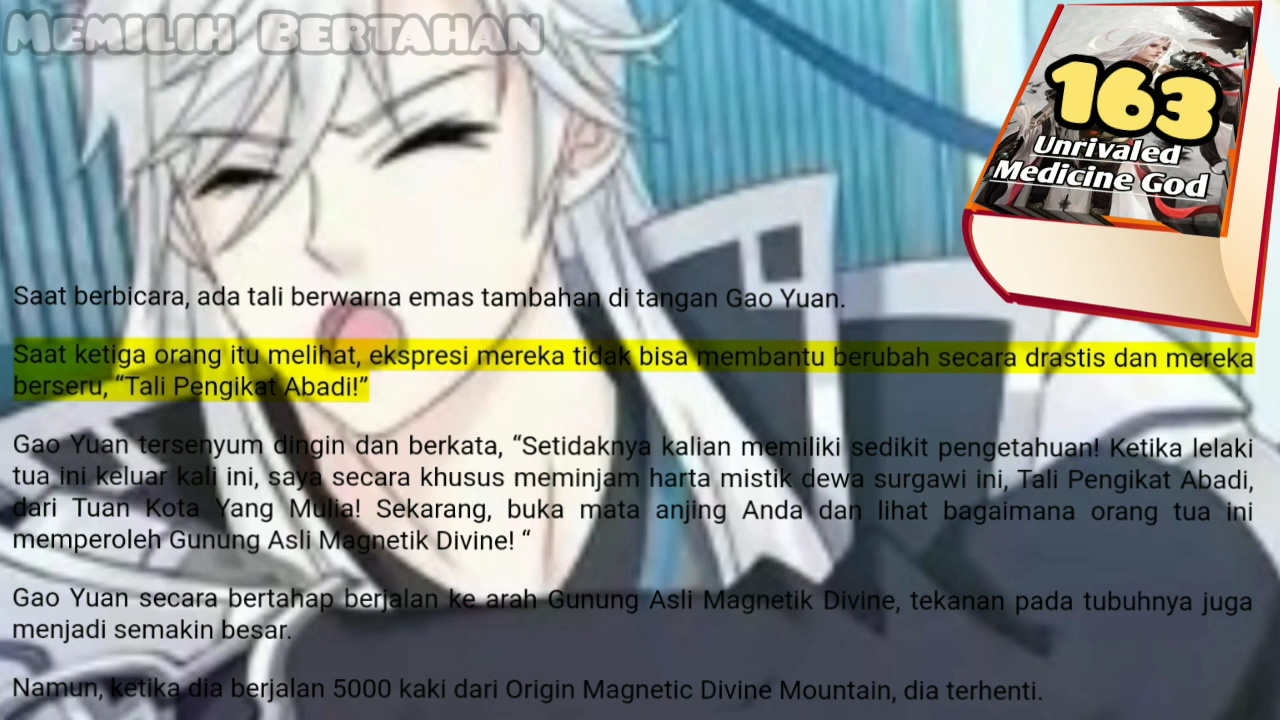 Memilih Bertahan
163
Unrivaled
Medicine God
Saat berbicara, ada tali berwarna emas tambahan di tangan Gao Yuan.
Saat ketiga orang itu melihat, ekspresi mereka tidak bisa membantu berubah secara drastis dan mereka
berseru, “Tali Pengikat Abadi!”
Gao Yuan tersenyum dingin dan berkata, “Setidaknya kalian memiliki sedikit pengetahuan! Ketika lelaki
tua ini keluar kali ini, saya secara khusus meminjam harta mistik dewa surgawi ini, Tali Pengikat Abadi,
dari Tuan Kota Yang Mulia! Sekarang, buka mata anjing Anda dan lihat bagaimana orang tua ini
memperoleh Gunung Asli Magnetik Divine! “
Gao Yuan secara bertahap berjalan ke arah Gunung Asli Magnetik Divine, tekanan pada tubuhnya juga
menjadi semakin besar.
Namun, ketika dia berjalan 5000 kaki dari Origin Magnetic Divine Mountain, dia terhenti.